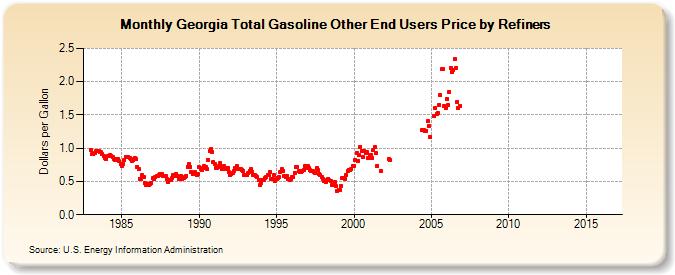 Monthly Georgia Total Gasoline Other End Users Price by Refiners
Dollars per Gallon
2.5
2.0
1.5
1.0
0.5
0.0
1985 1990 1995 2000 2005 2010 2015
Source: U.S. Energy Information Administration